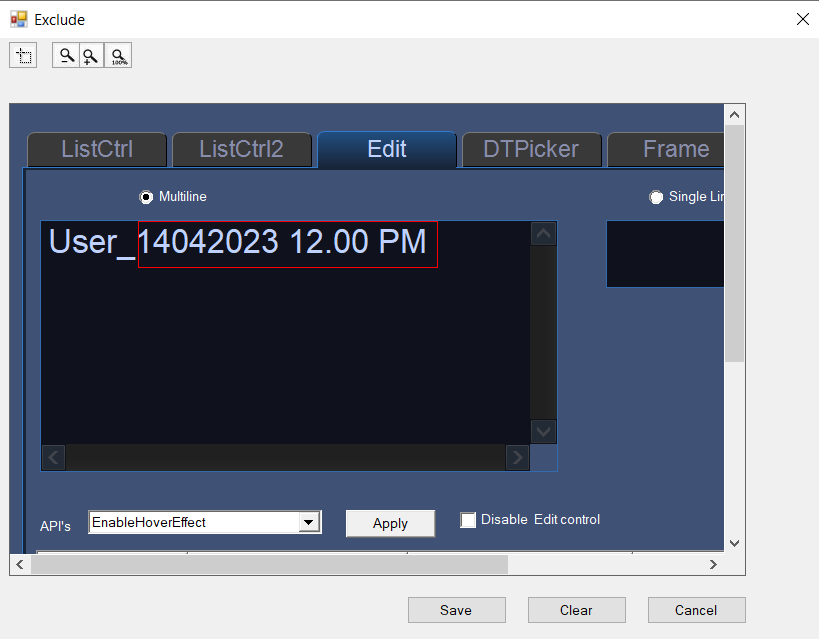 Exclude
100%
ListCtrl ListCtrl2 Edit DTPicker Frame
Multiline Single Lin
User_14042023 12.00 PM
API's EnableHoverEffect Apply Disable Edit control
Save Clear Cancel